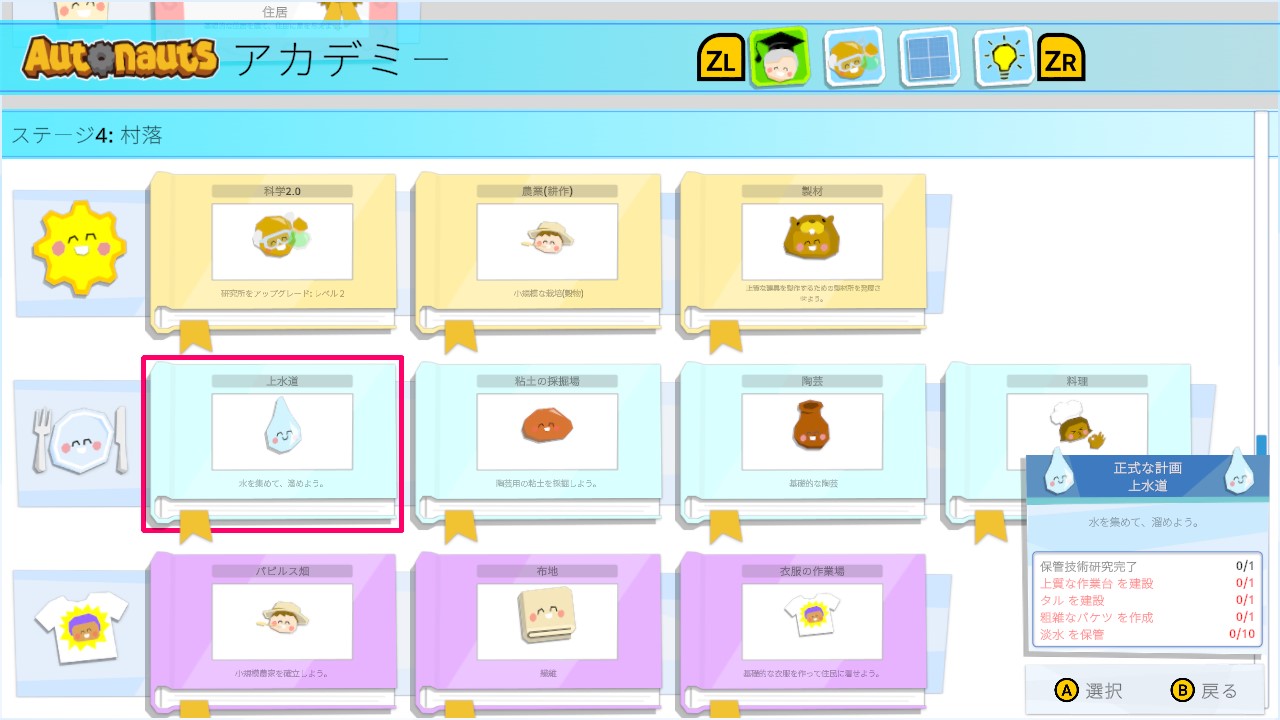 住居
Autonauts アカデミー
ZL
ZR
ステージ4: 村落
科学2.0
農業(耕作)
製材
研究所をアップグレード: レベル2
小規模な栽培(穀物)
上質な道具を製作するための製材所を発展させよう。
上水道
粘土の採掘場
陶芸
料理
水を集めて、溜めよう。
陶芸用の粘土を採掘しよう。
基礎的な陶芸
正式な計画
上水道
水を集めて、溜めよう。
保管技術研究完了 0/1
上質な作業台 を建設 0/1
タル を建設 0/1
粗雑なバケツ を作成 0/1
淡水 を保管 0/10
パピルス畑
布地
衣服の作業場
小規模農家を確立しよう。
繊維
基礎的な衣服を作って住民に着せよう。
A 選択
B 戻る